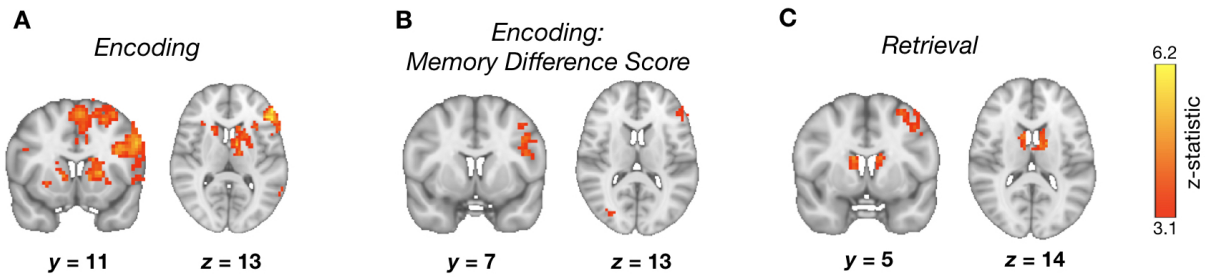 A
Encoding
y = 11
z = 13
B
Encoding:
Memory Difference Score
y = 7
z = 13
C
Retrieval
y = 5
z = 14
6.2
z-statistic
3.1